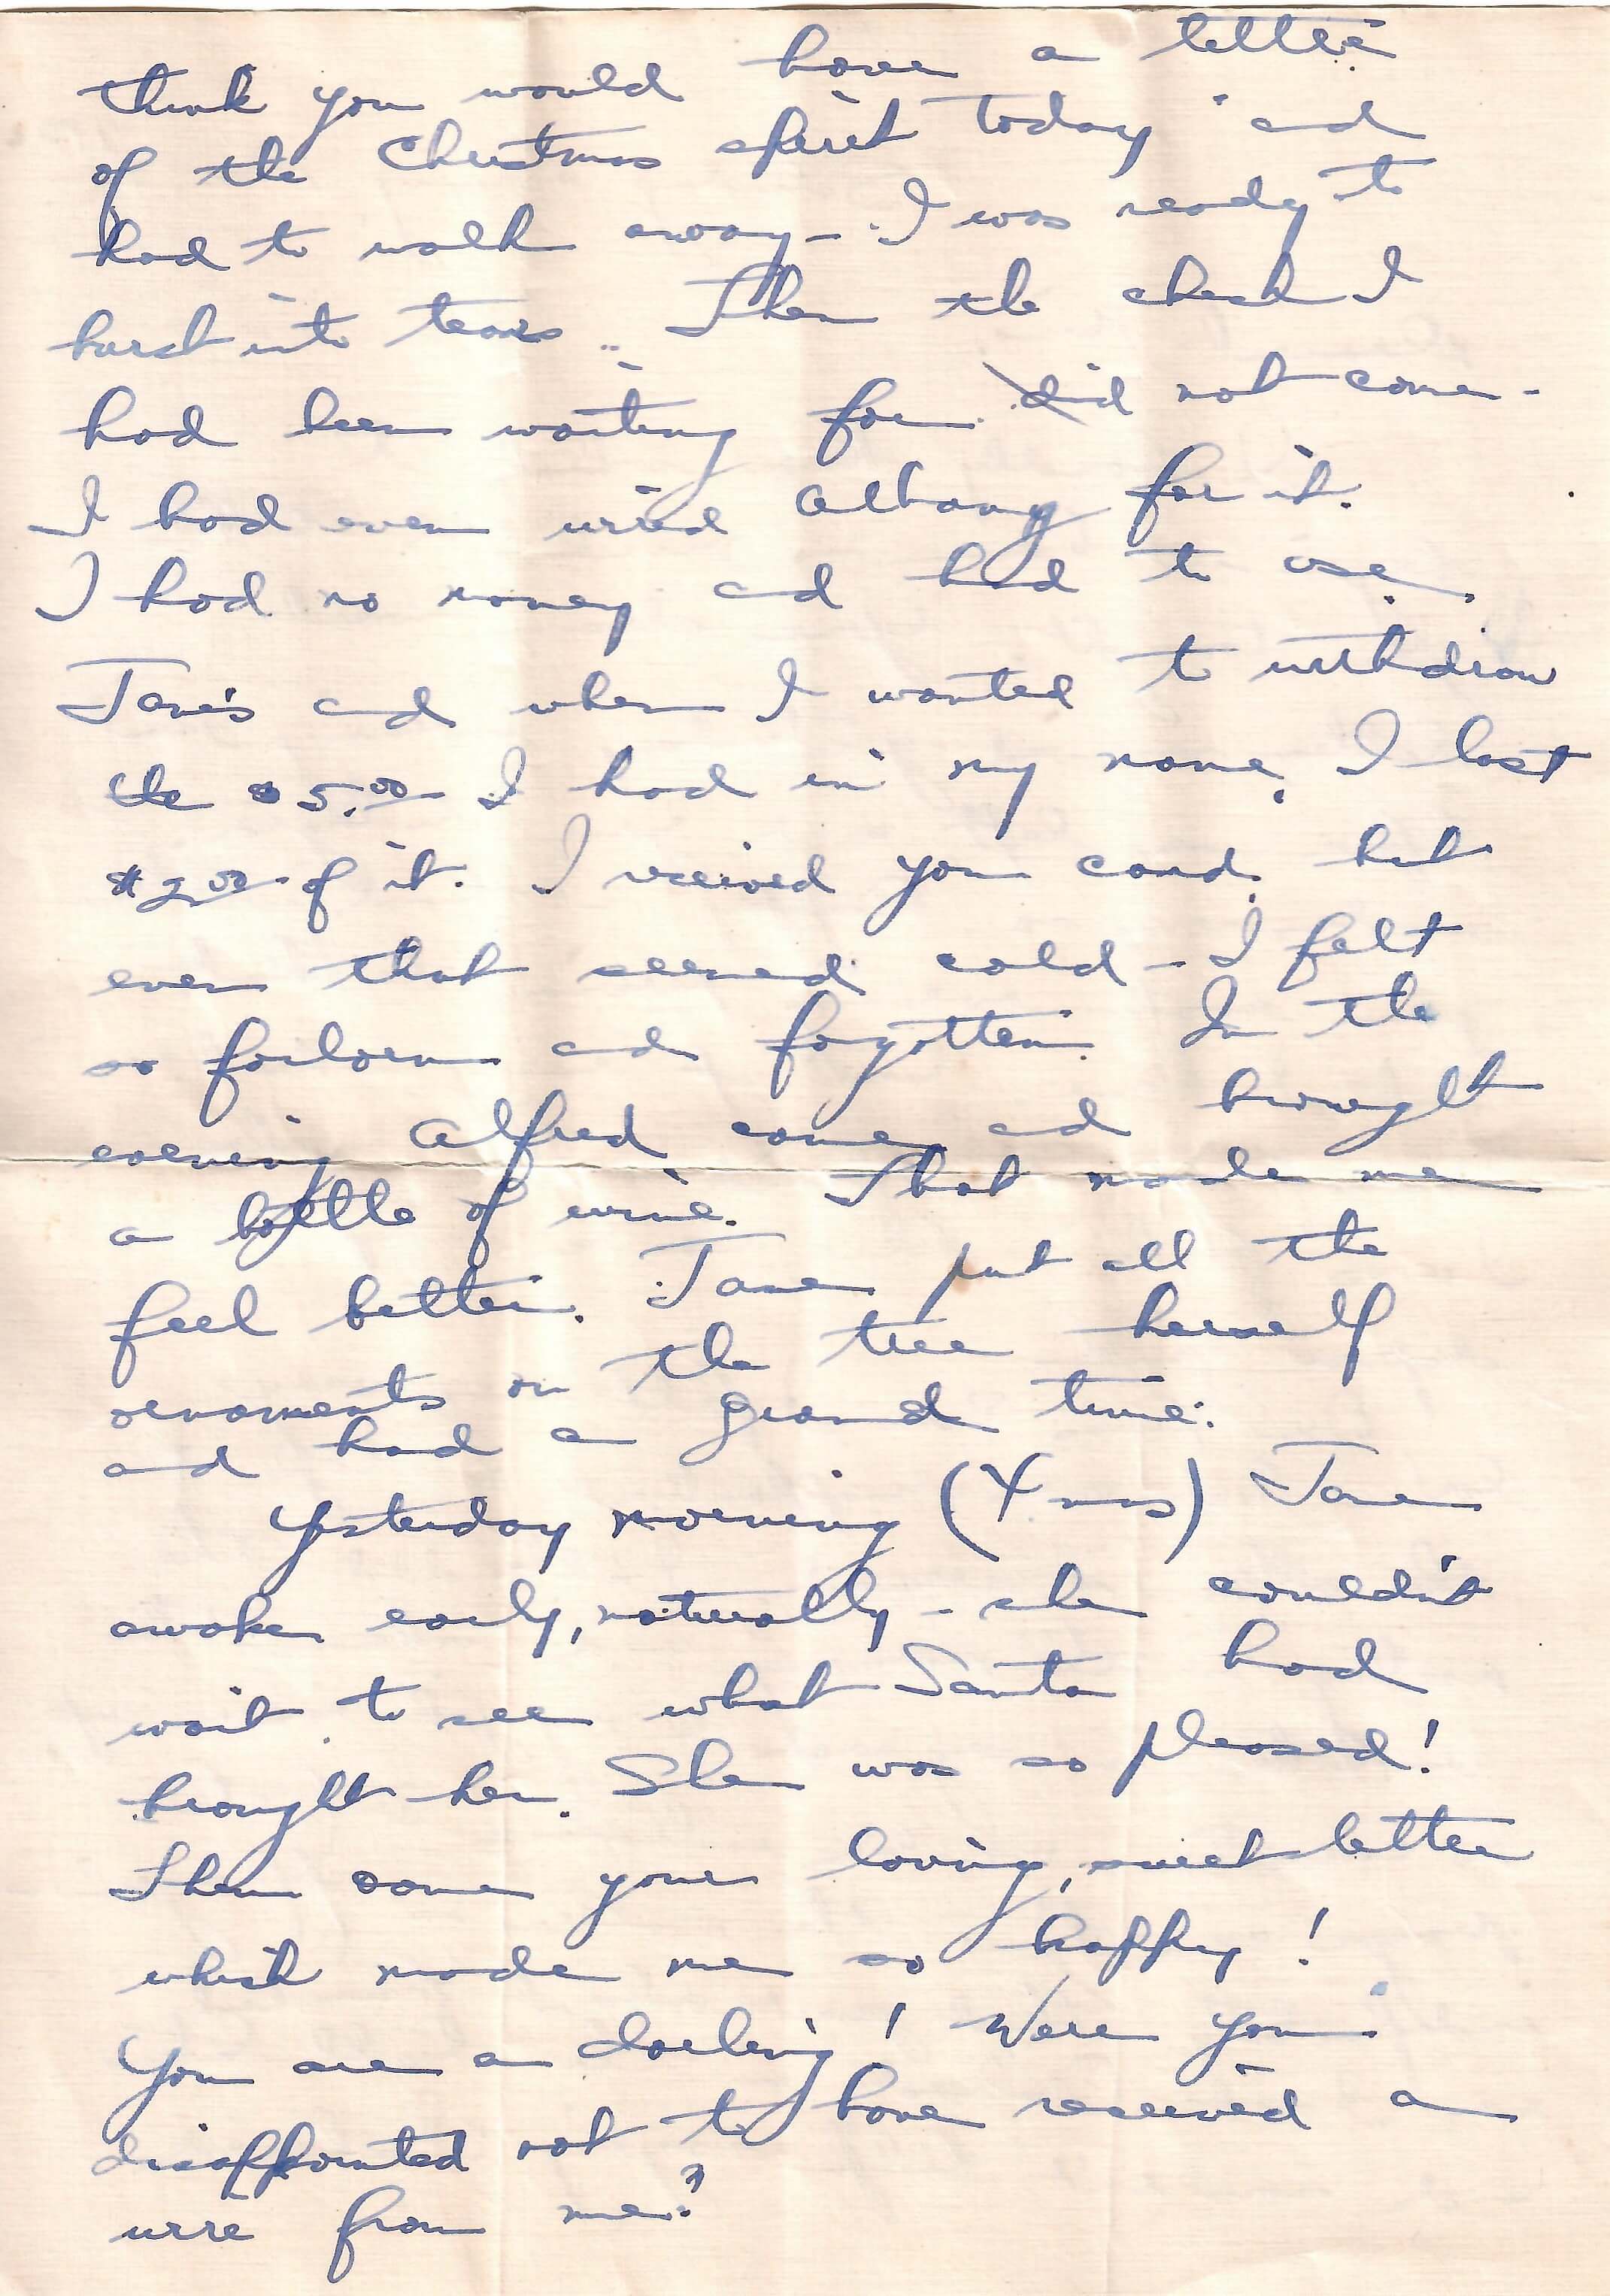 think you would have a little
of the Christmas spirit today and
had to walk away - I was ready to
burst into tears.. Then the check I
had been waiting for did not come -
I had even wired Albany for it.
I had no money and had to use
Jane's and when I wanted to withdraw
the $5.00 I had in my name, I lost
$2.00 of it. I received your card, but
even that seemed cold - I felt
so forlorn and forgotten. In the
evening Alfred came, and brought
a bottle of wine. That made me
feel better. Jane put all the
ornaments on the tree herself
and had a grand time.
Yesterday morning (Xmas) Jane
awoke early, naturally - she couldn't
wait to see what Santa had
brought her. She was so pleased!
Then came your loving, sweet letter
which made me so happy!
You are a darling! Were you
disappointed not to have received a
wire from me?